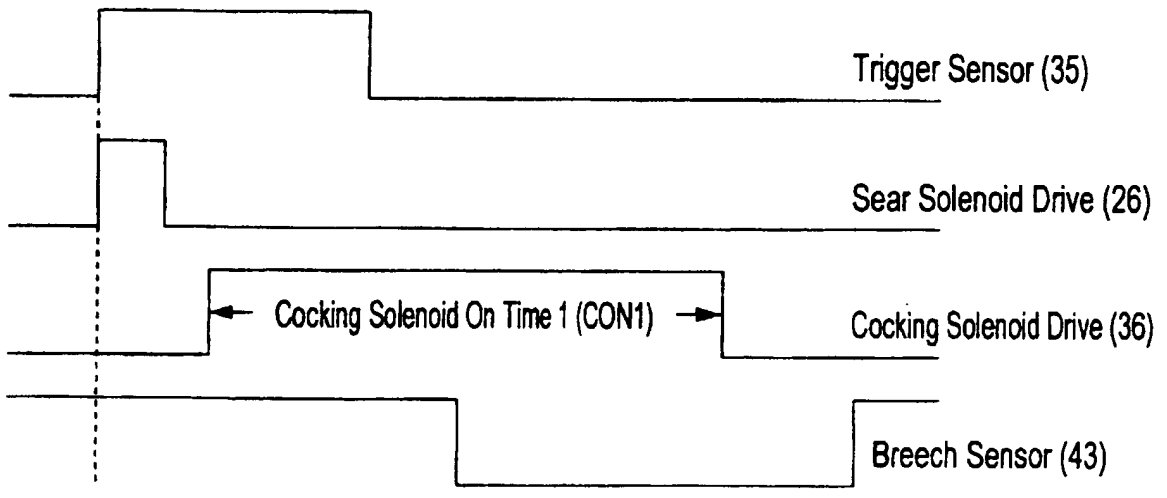 Trigger Sensor (35)
Sear Solenoid Drive (26)
Cocking Solenoid On Time 1 (CON1)
Cocking Solenoid Drive (36)
Breech Sensor (43)